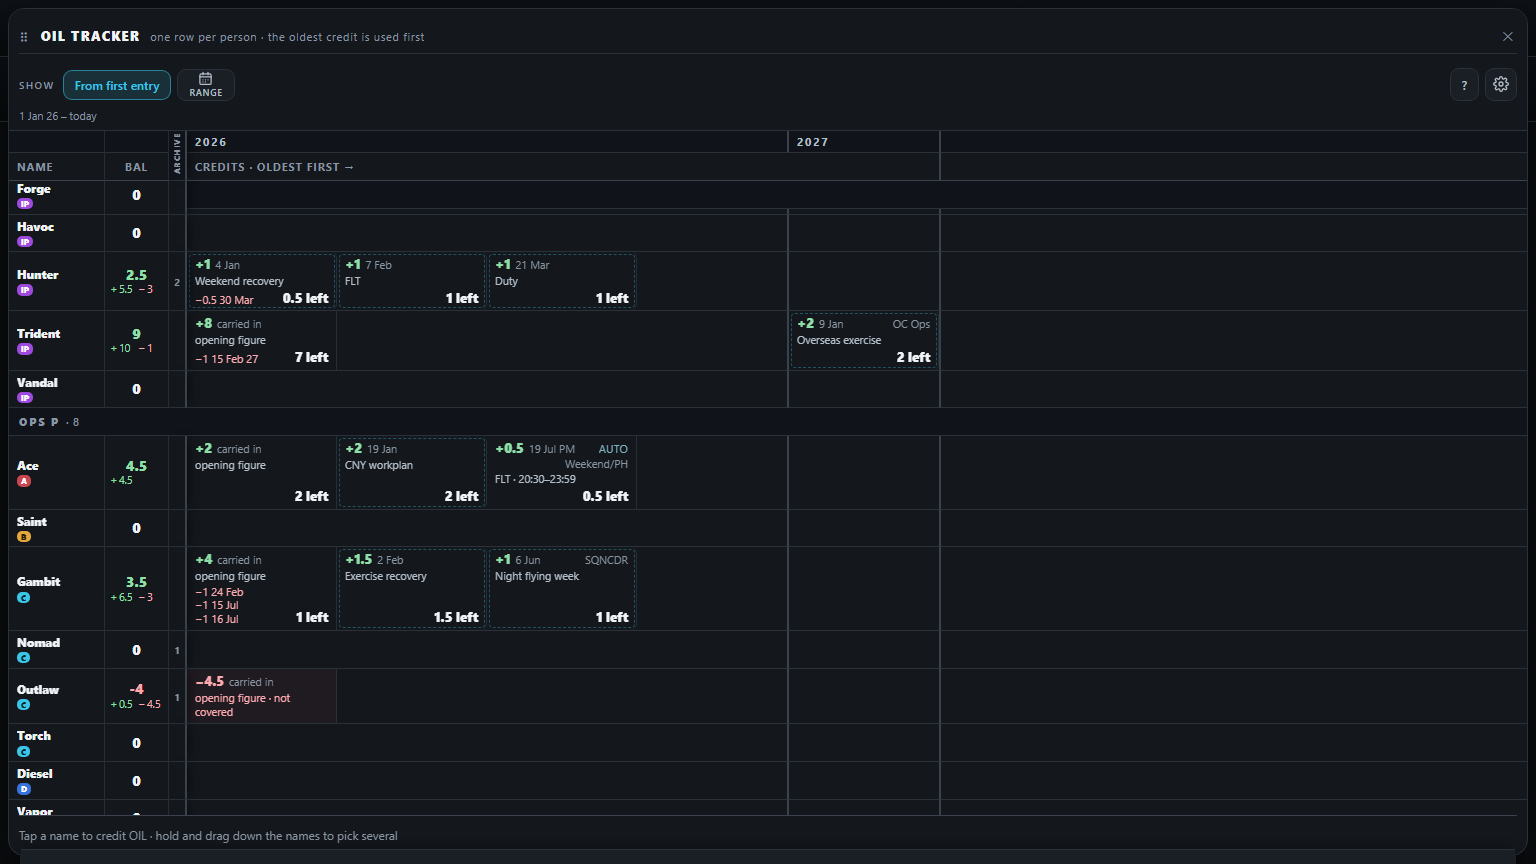 OIL TRACKER one row per person · the oldest credit is used first
SHOW From first entry RANGE ?
1 Jan 26 – today
ARCHIVE 2026 2027
NAME BAL CREDITS · OLDEST FIRST →
Forge 0
IP
Havoc 0
IP
Hunter 2.5 +5.5 −3 2
IP
+1 4 Jan
Weekend recovery
−0.5 30 Mar 0.5 left
+1 7 Feb
FLT
1 left
+1 21 Mar
Duty
1 left
Trident 9 +10 −1
IP
+8 carried in
opening figure
−1 15 Feb 27 7 left
+2 9 Jan OC Ops
Overseas exercise
2 left
Vandal 0
IP
OPS P · 8
Ace 4.5 +4.5
A
+2 carried in
opening figure
2 left
+2 19 Jan
CNY workplan
2 left
+0.5 19 Jul PM AUTO
Weekend/PH
FLT · 20:30–23:59
0.5 left
Saint 0
B
Gambit 3.5 +6.5 −3
C
+4 carried in
opening figure
−1 24 Feb
−1 15 Jul
−1 16 Jul 1 left
+1.5 2 Feb
Exercise recovery
1.5 left
+1 6 Jun SQNCDR
Night flying week
1 left
Nomad 0 1
C
Outlaw -4 +0.5 −4.5 1
C
−4.5 carried in
opening figure · not
covered
Torch 0
C
Diesel 0
D
Vapor
Tap a name to credit OIL · hold and drag down the names to pick several